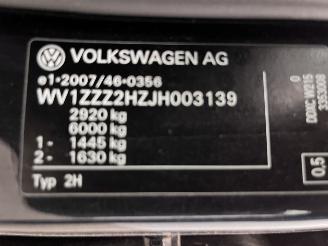 VOLKSWAGEN AG
e1*2007/46*0356
WV1ZZZ2HZJH003139
2920 kg
6000 kg
1- 1445 kg
2- 1630 kg
Typ 2H
0,5
0